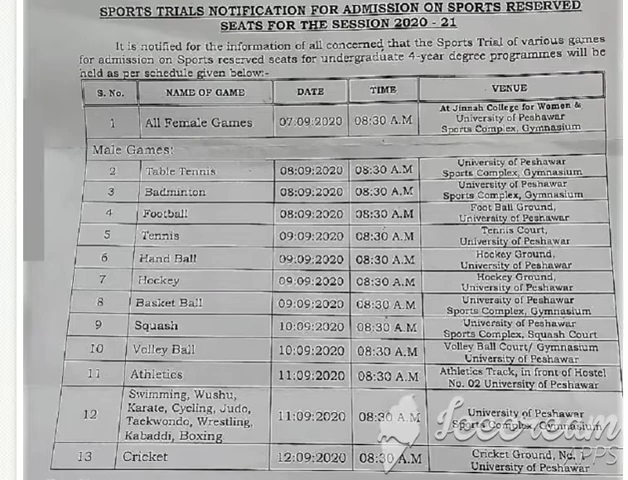 SPORTS TRIALS NOTIFICATION FOR ADMISSION ON SPORTS RESERVED
SEATS FOR THE SESSION 2020 - 21
It is notified for the information of all concerned that the Sports Trial of various games
for admission on Sports reserved seats for undergraduate 4-year degree programmes will be
held as per schedule given below:-
S. No. NAME OF GAME DATE TIME VENUE
1 All Female Games 07.09:2020 08:30 A.M At Jinnah College for Women &
University of Peshawar
Sports Complex, Gymnasium
Male Games:
2 Table Tennis 08:09:2020 08:30 A.M University of Peshawar
Sports Complex, Gymnasium
3 Badminton 08:09:2020 08:30 A.M University of Peshawar
Sports Complex, Gymnasium
4 Football 08:09:2020 08:30 A.M Foot Ball Ground,
University of Peshawar
5 Tennis 09:09:2020 08:30 A.M Tennis Court,
University of Peshawar
6 Hand Ball 09:09:2020 08:30 A.M Hockey Ground,
University of Peshawar
7 Hockey 09:09:2020 08:30 A.M Hockey Ground,
University of Peshawar
8 Basket Ball 09:09:2020 08:30 A.M University of Peshawar
Sports Complex, Gymnasium
9 Squash 10:09:2020 08:30 A.M University of Peshawar
Sports Complex, Squash Court
10 Volley Ball 10:09:2020 08:30 A.M Volley Ball Court/ Gymnasium
University of Peshawar
11 Athletics 11:09:2020 08:30 A.M Athletics Track, in front of Hostel
No. 02 University of Peshawar
12 Swimming, Wushu,
Karate, Cycling, Judo,
Taekwondo, Wrestling,
Kabaddi, Boxing 11:09:2020 08:30 A.M University of Peshawar
Sports Complex, Gymnasium
13 Cricket 12:09:2020 08:30 A.M Cricket Ground, No. 1
University of Peshawar
IceCream
APPS